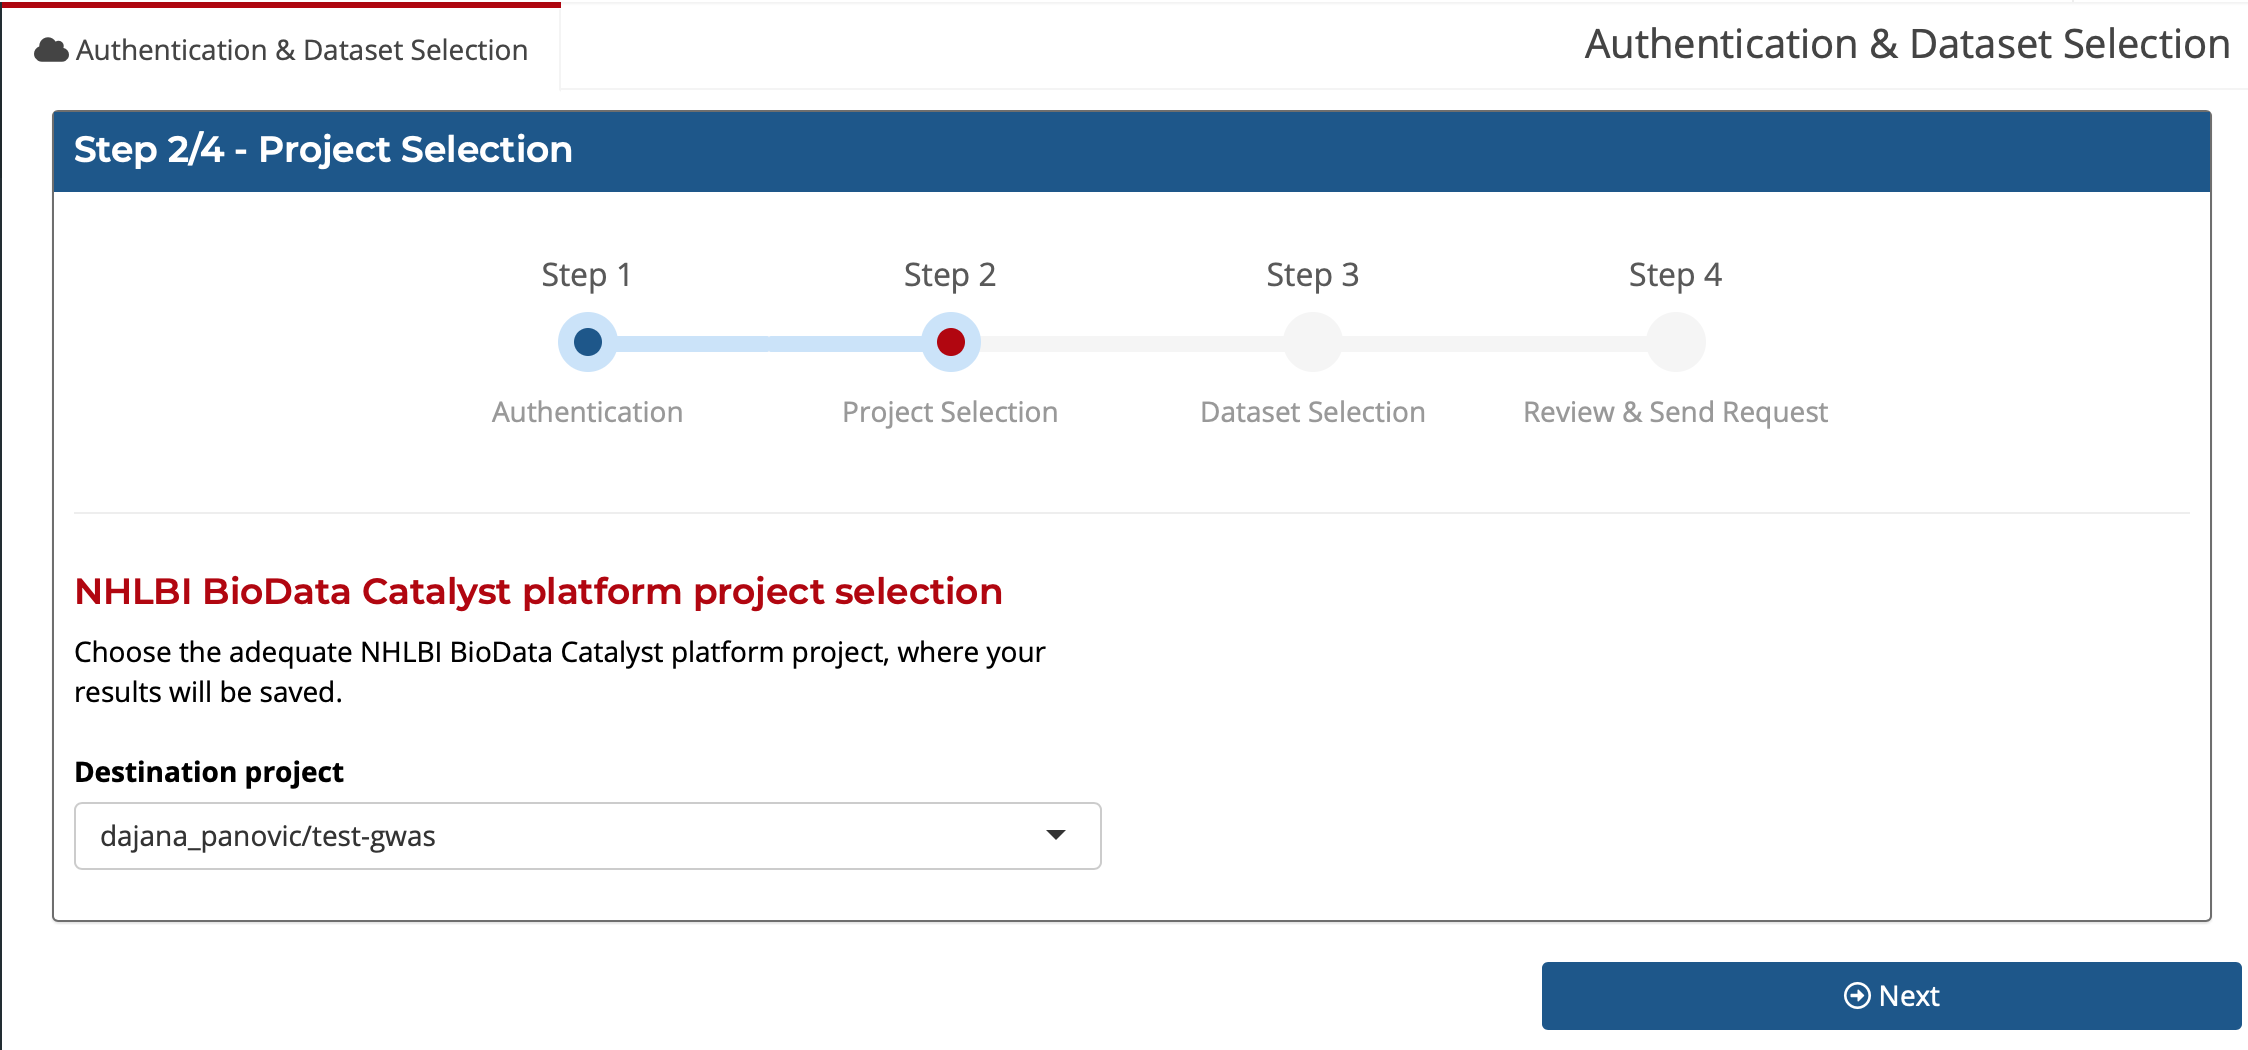 Authentication & Dataset Selection
Authentication & Dataset Selection
Step 2/4 - Project Selection
Step 1
Step 2
Step 3
Step 4
Authentication
Project Selection
Dataset Selection
Review & Send Request
NHLBI BioData Catalyst platform project selection
Choose the adequate NHLBI BioData Catalyst platform project, where your
results will be saved.
Destination project
dajana_panovic/test-gwas
Next